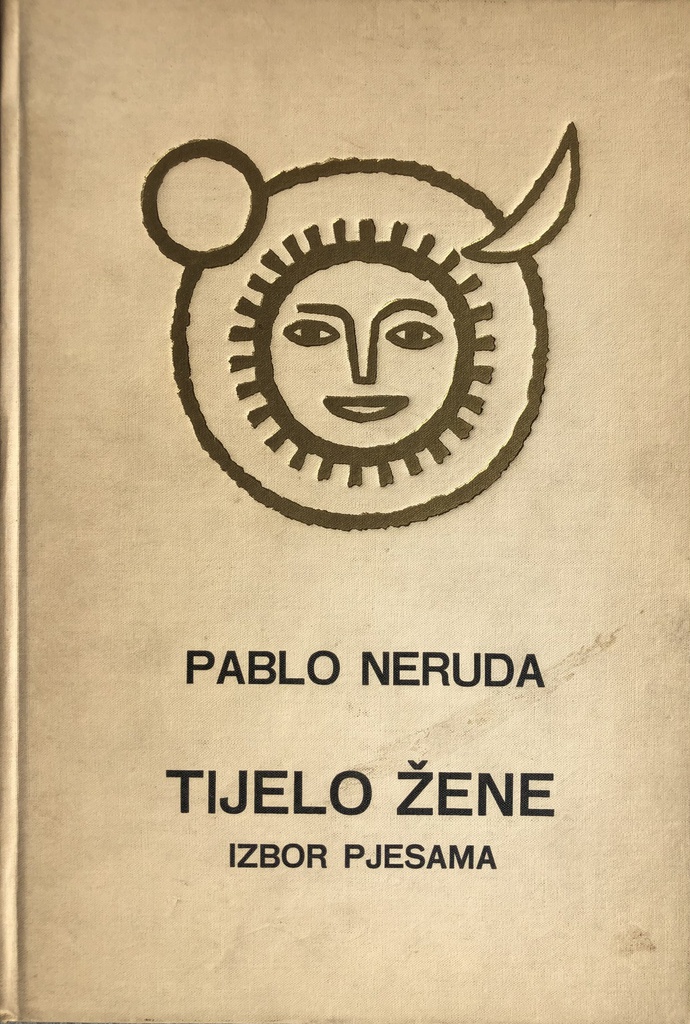 PABLO NERUDA
TIJELO ŽENE
IZBOR PJESAMA